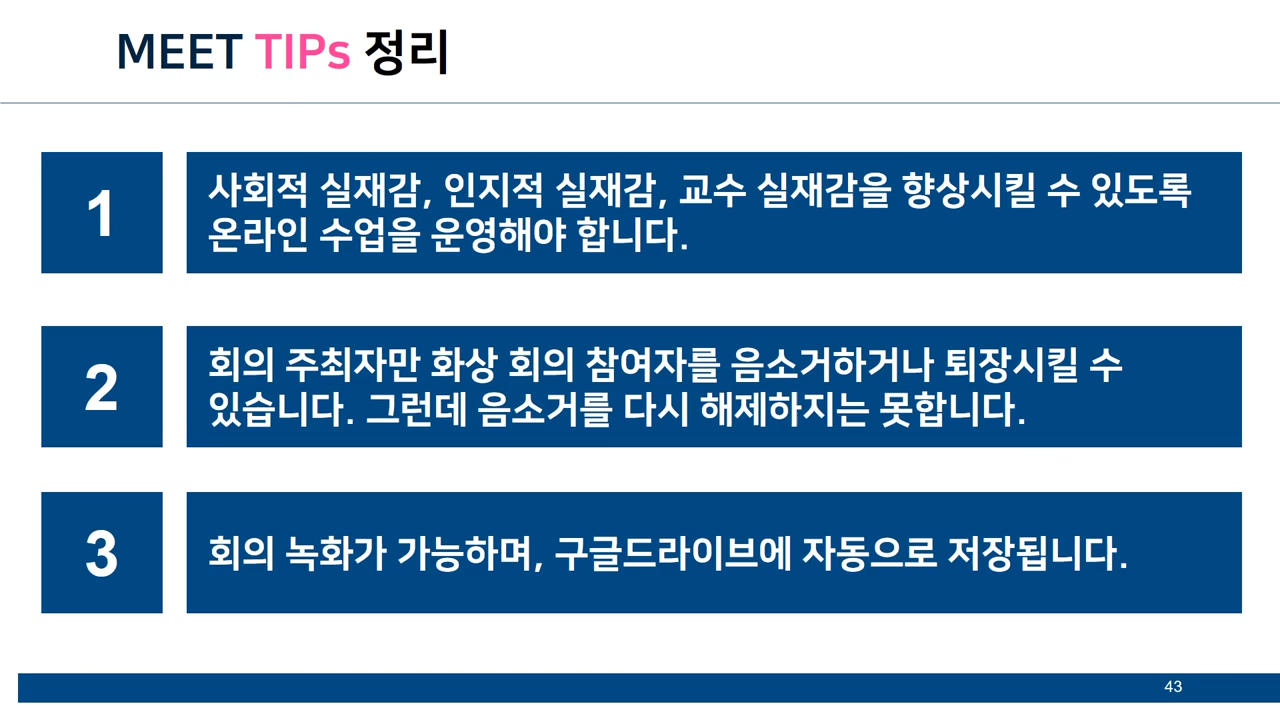 MEET TIPs 정리
1
사회적 실재감, 인지적 실재감, 교수 실재감을 향상시킬 수 있도록
온라인 수업을 운영해야 합니다.
2
회의 주최자만 화상 회의 참여자를 음소거하거나 퇴장시킬 수
있습니다. 그런데 음소거를 다시 해제하지는 못합니다.
3
회의 녹화가 가능하며, 구글드라이브에 자동으로 저장됩니다.
43